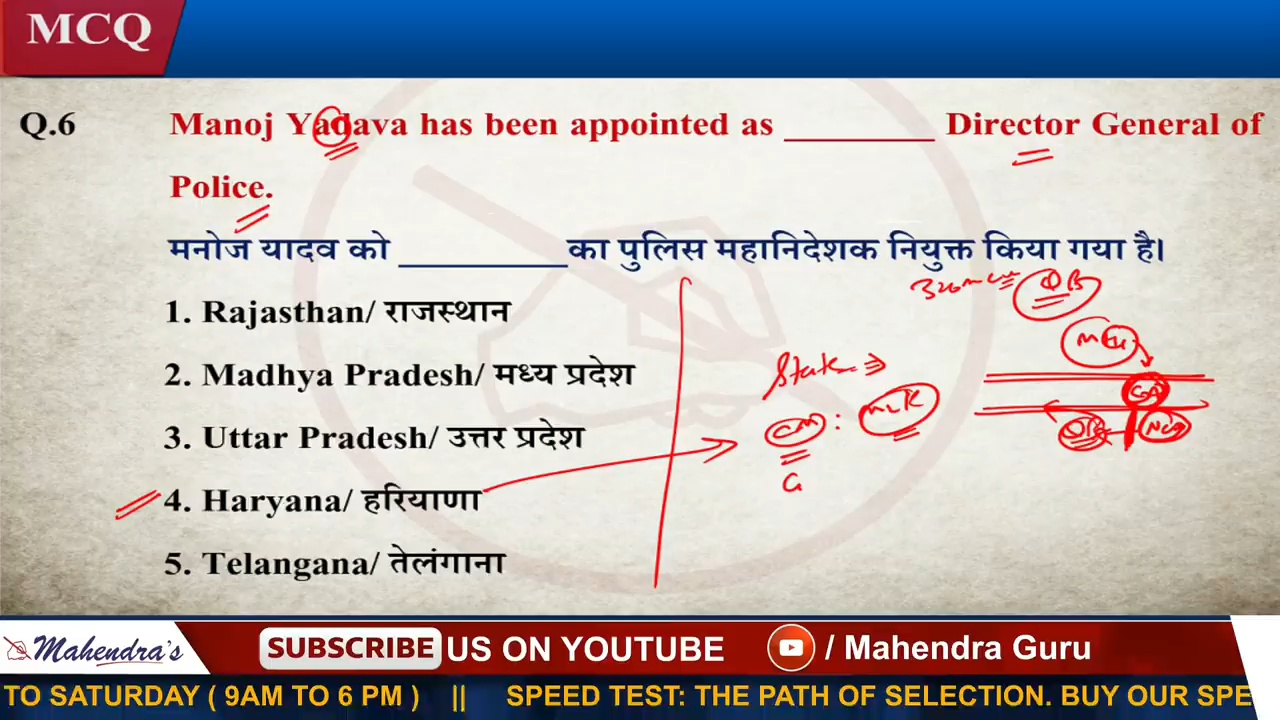 MCQ
Q.6 Manoj Yadava has been appointed as _________ Director General of
Police.
मनोज यादव को __________का पुलिस महानिदेशक नियुक्त किया गया है।
1. Rajasthan/ राजस्थान
2. Madhya Pradesh/ मध्य प्रदेश
3. Uttar Pradesh/ उत्तर प्रदेश
4. Haryana/ हरियाणा
5. Telangana/ तेलंगाना
State
CM : MLK
G
Mahendra's SUBSCRIBE US ON YOUTUBE / Mahendra Guru
TO SATURDAY ( 9AM TO 6 PM ) || SPEED TEST: THE PATH OF SELECTION. BUY OUR SPE